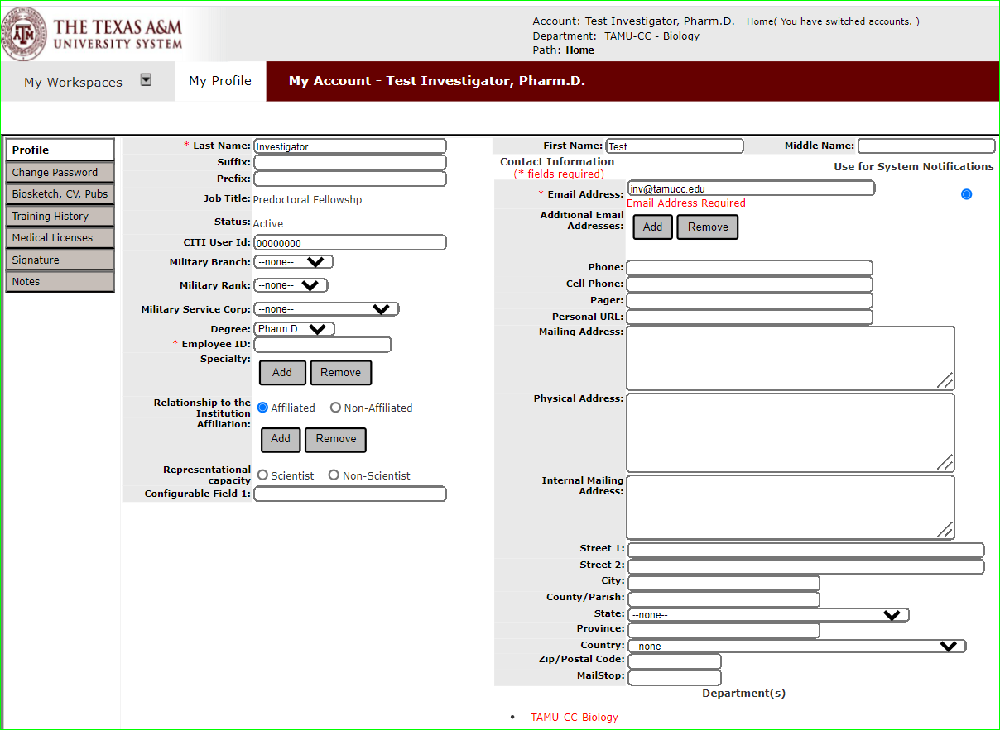 THE TEXAS A&M
UNIVERSITY SYSTEM
Account: Test Investigator, Pharm.D. Home( You have switched accounts. )
Department: TAMU-CC - Biology
Path: Home
My Workspaces
My Profile
My Account - Test Investigator, Pharm.D.
Profile
Change Password
Biosketch, CV, Pubs
Training History
Medical Licenses
Signature
Notes
* Last Name: Investigator
Suffix:
Prefix:
Job Title: Predoctoral Fellowshp
Status: Active
CITI User Id: 00000000
Military Branch: --none--
Military Rank: --none--
Military Service Corp: --none--
Degree: Pharm.D.
* Employee ID:
Specialty:
Add Remove
Relationship to the
Institution
Affiliation:
Affiliated Non-Affiliated
Add Remove
Representational
capacity
Scientist Non-Scientist
Configurable Field 1:
First Name: Test
Middle Name:
Contact Information
(* fields required)
Use for System Notifications
* Email Address: inv@tamucc.edu
Email Address Required
Additional Email
Addresses:
Add Remove
Phone:
Cell Phone:
Pager:
Personal URL:
Mailing Address:
Physical Address:
Internal Mailing
Address:
Street 1:
Street 2:
City:
County/Parish:
State: --none--
Province:
Country: --none--
Zip/Postal Code:
MailStop:
Department(s)
• TAMU-CC-Biology